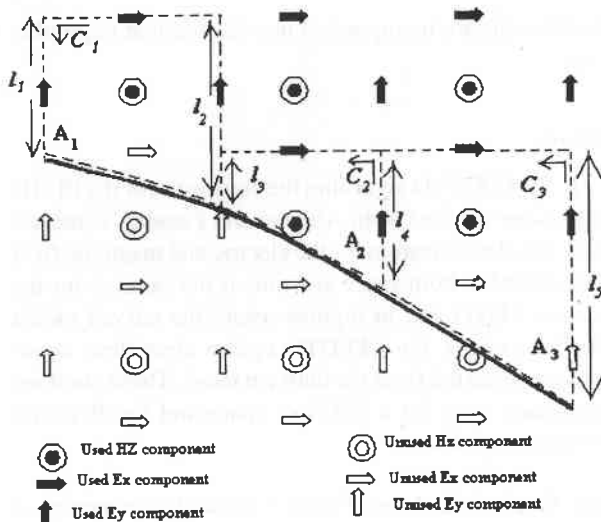 C1
l1
l2
A1
l3
C2
C3
A2
l4
l5
A3
Used HZ component
Unused Hz component
Used Ex component
Unused Ex component
Used Ey component
Unused Ey component